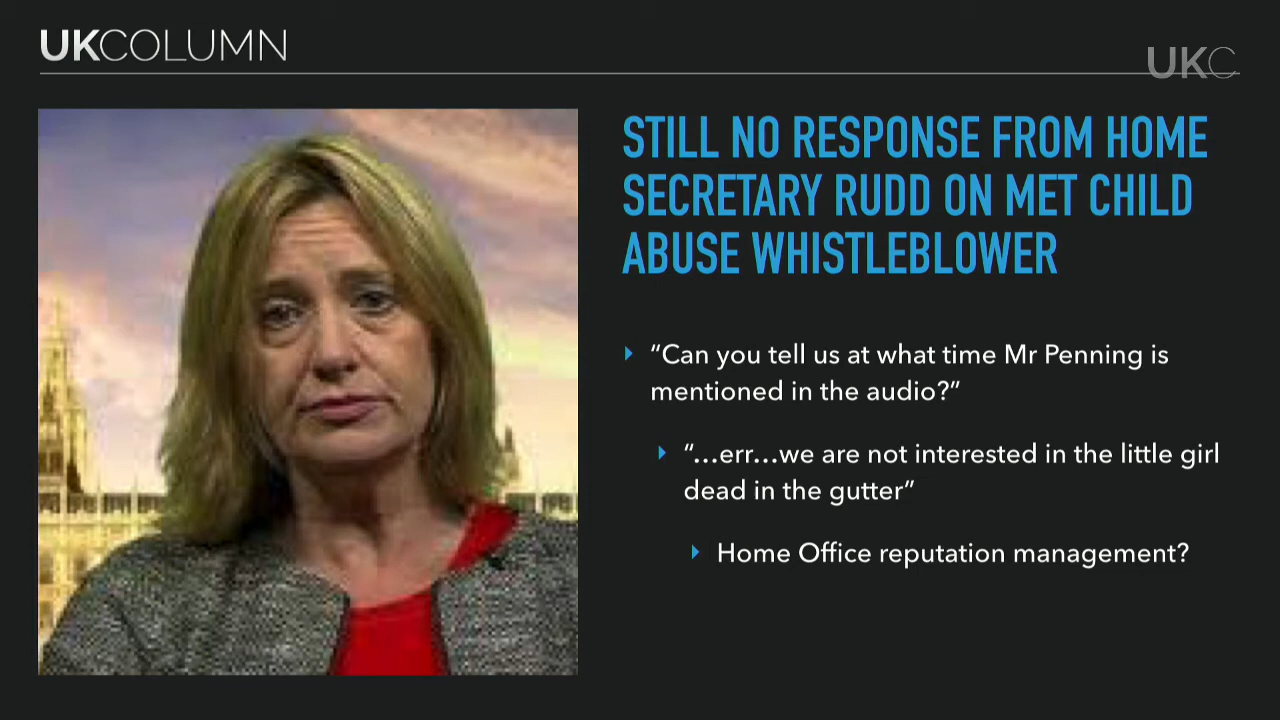 UKCOLUMN
UKC
STILL NO RESPONSE FROM HOME
SECRETARY RUDD ON MET CHILD
ABUSE WHISTLEBLOWER
“Can you tell us at what time Mr Penning is
mentioned in the audio?”
“…err…we are not interested in the little girl
dead in the gutter”
Home Office reputation management?